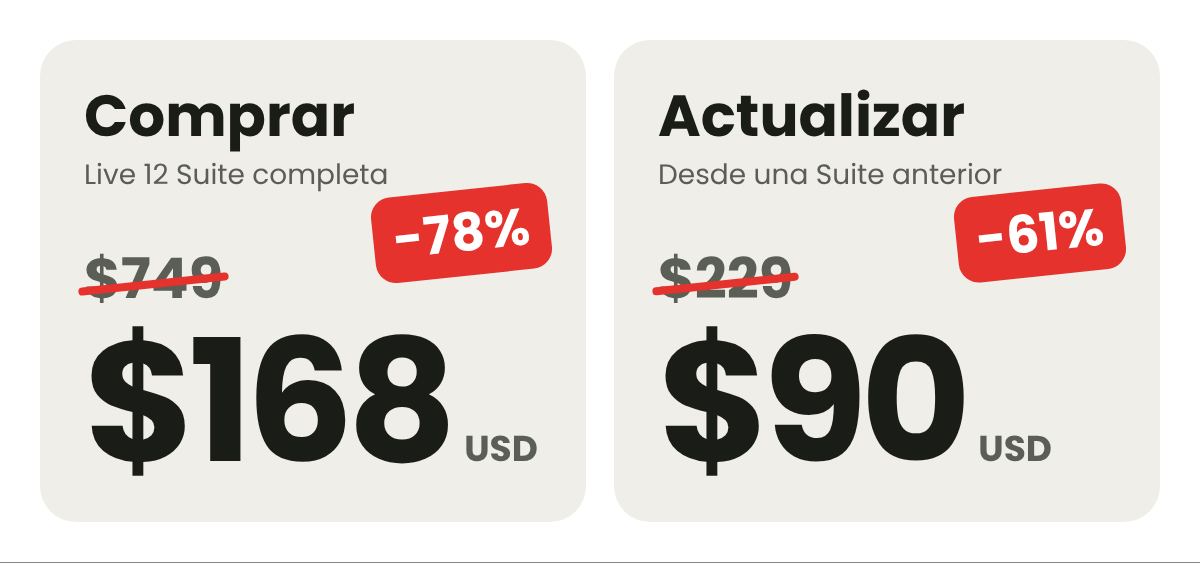 Comprar
Live 12 Suite completa
-78%
$749
$168 USD
Actualizar
Desde una Suite anterior
-61%
$229
$90 USD